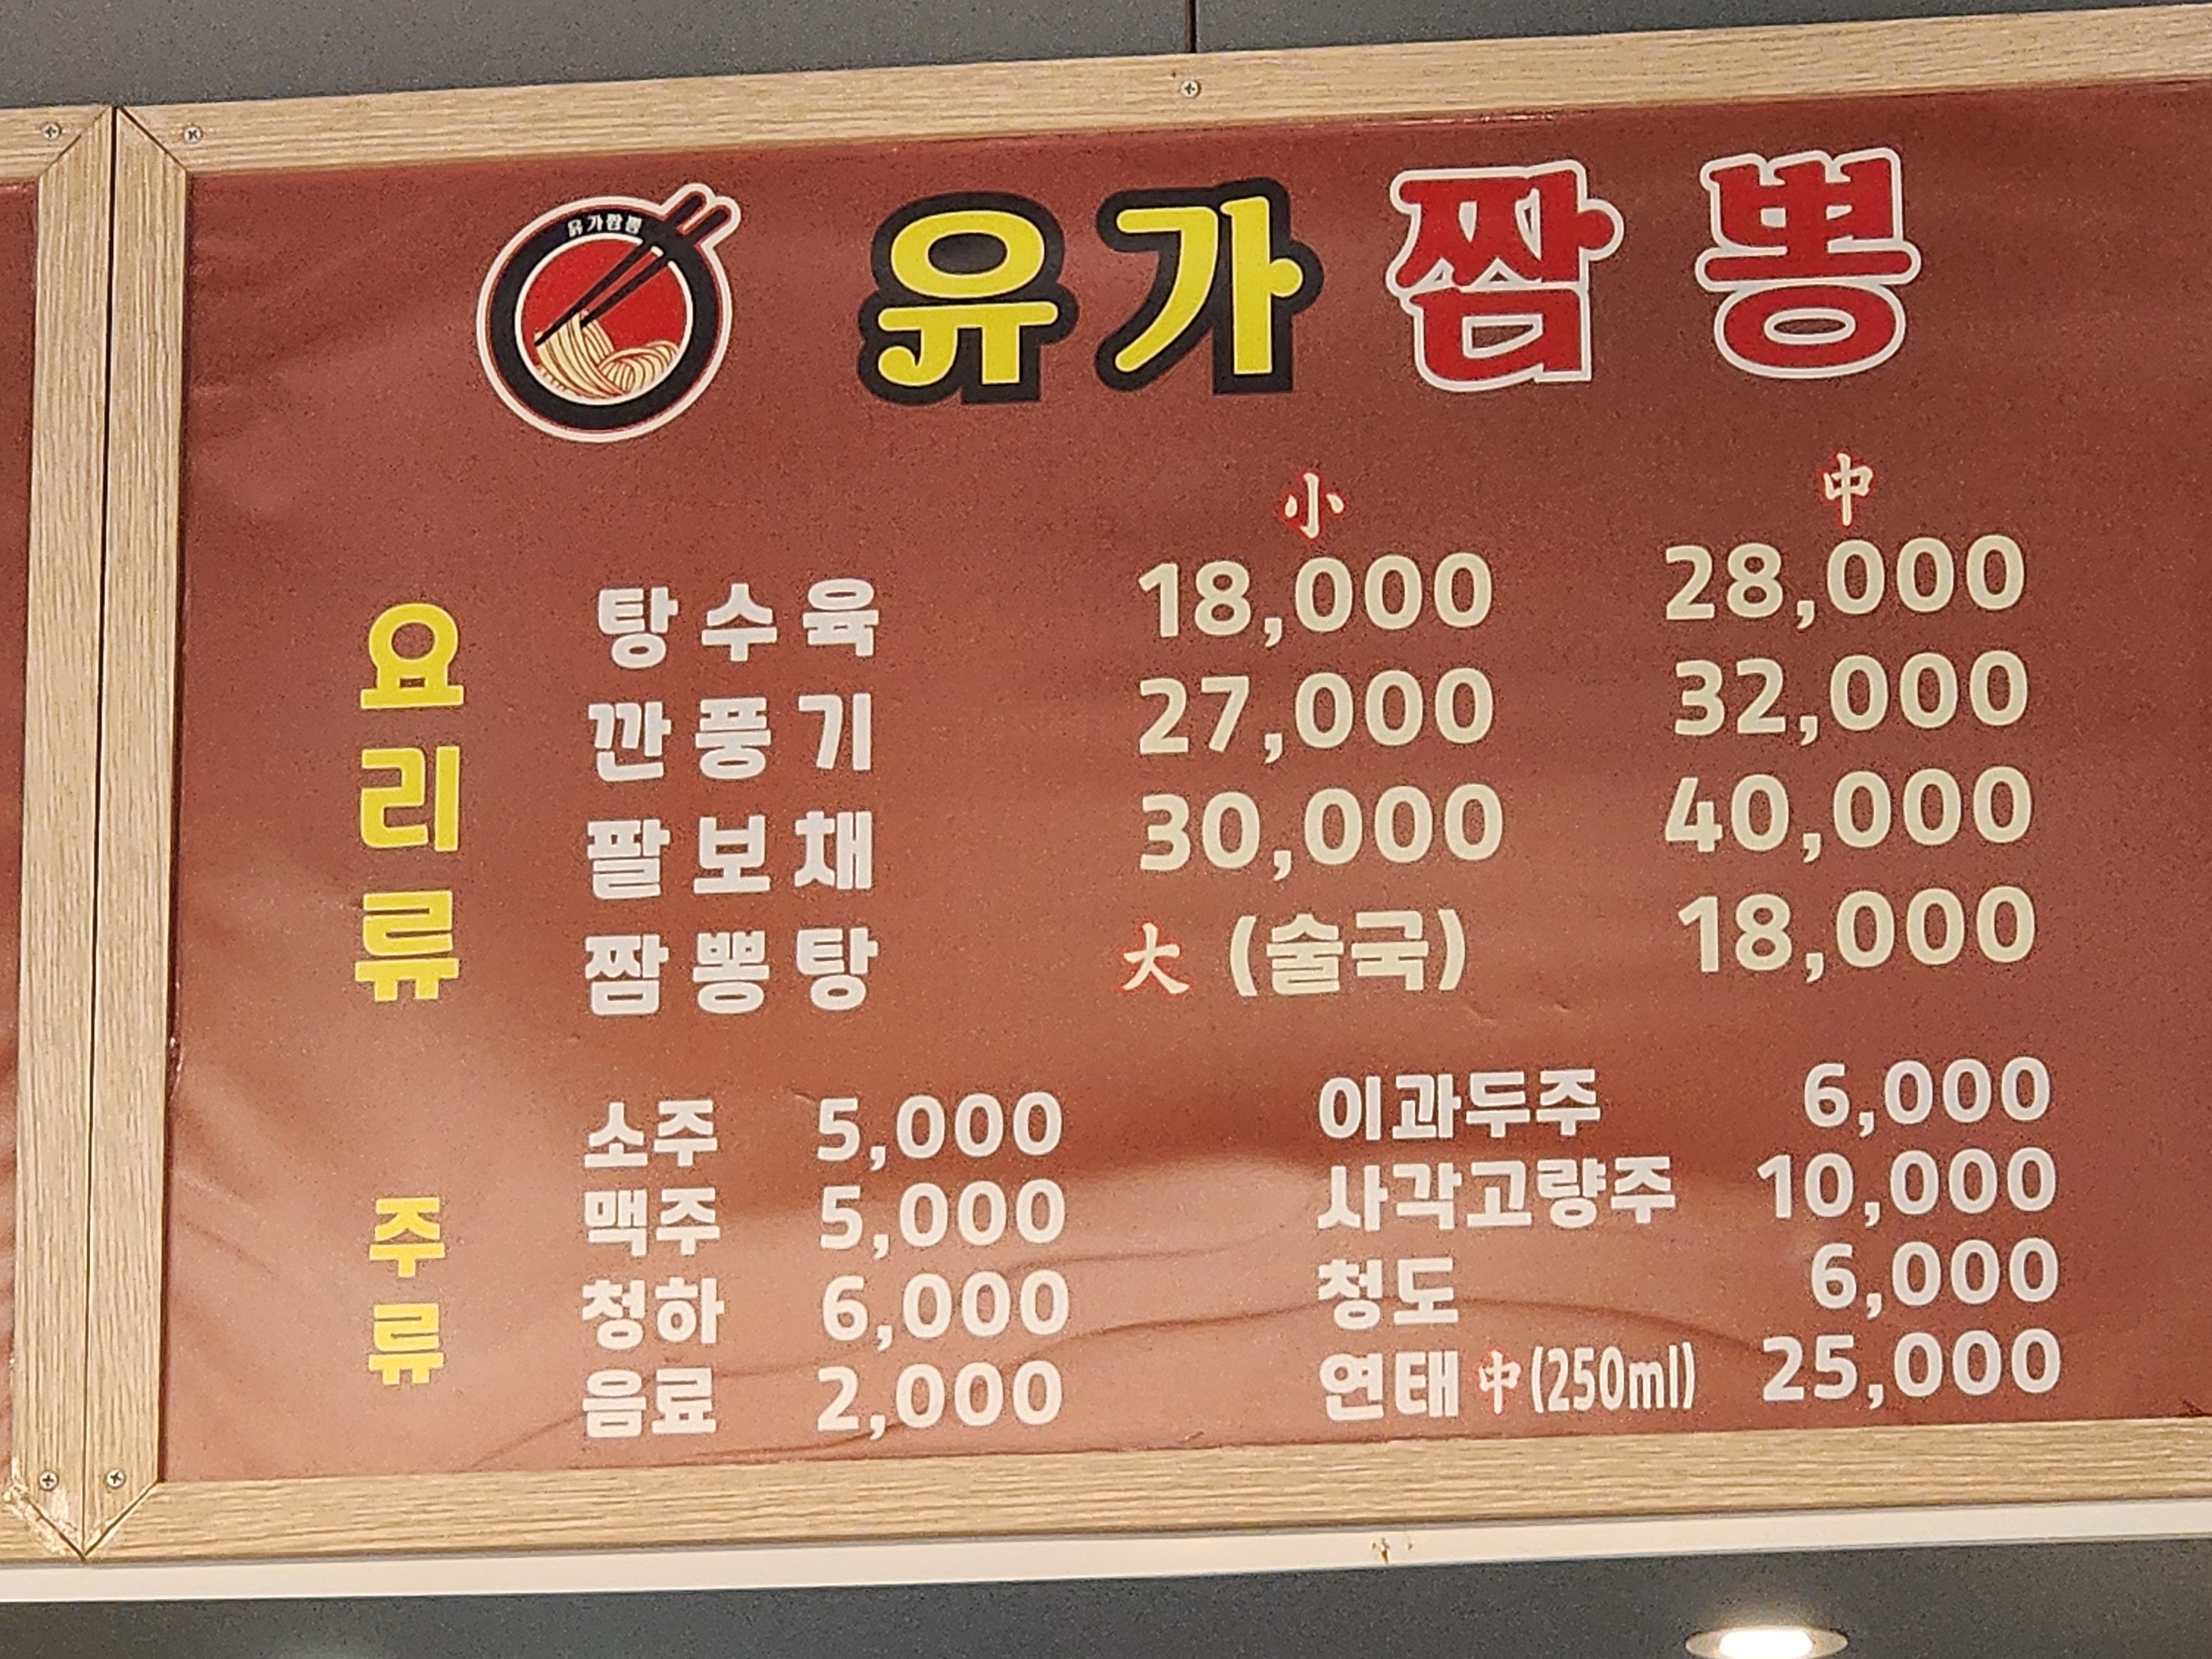 유가짬뽕
유가짬뽕
小 中
요리류
탕수육 18,000 28,000
깐풍기 27,000 32,000
팔보채 30,000 40,000
짬뽕탕 大 (술국) 18,000
주류
소주 5,000 이과두주 6,000
맥주 5,000 사각고량주 10,000
청하 6,000 청도 6,000
음료 2,000 연태 中(250ml) 25,000